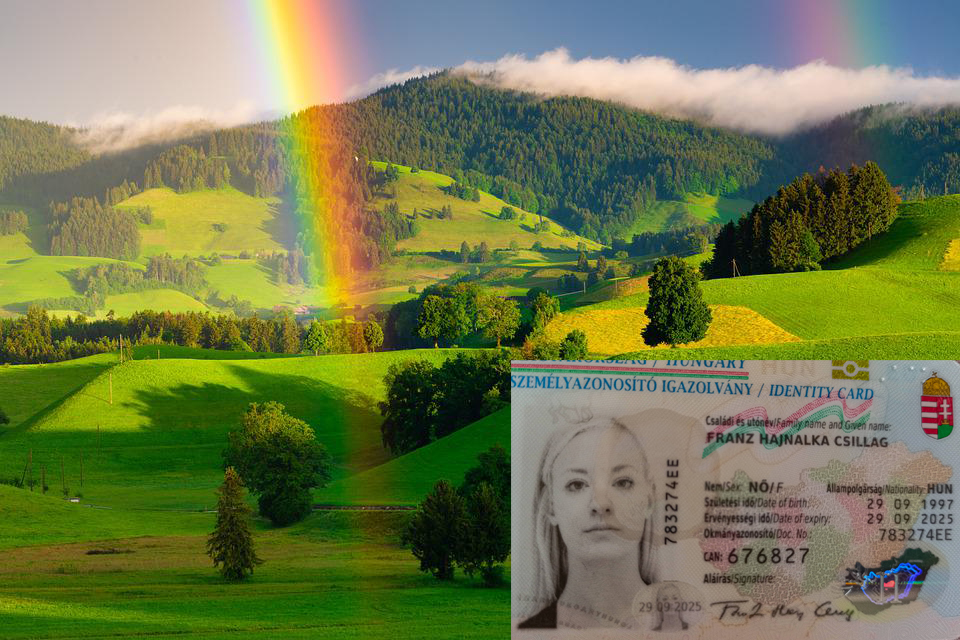 HUNGARY
HUN
SZEMÉLYAZONOSÍTÓ IGAZOLVÁNY / IDENTITY CARD
Családi és utónév/Family name and Given name:
FRANZ HAJNALKA CSILLAG
783274EE
Nem/Sex: NŐ/F Állampolgárság/Nationality: HUN
Születési idő/Date of birth: 29 09 1997
Érvényességi idő/Date of expiry: 29 09 2025
Okmányazonosító/Doc. No.: 783274EE
CAN: 676827
Aláírás/Signature:
29 09 2025